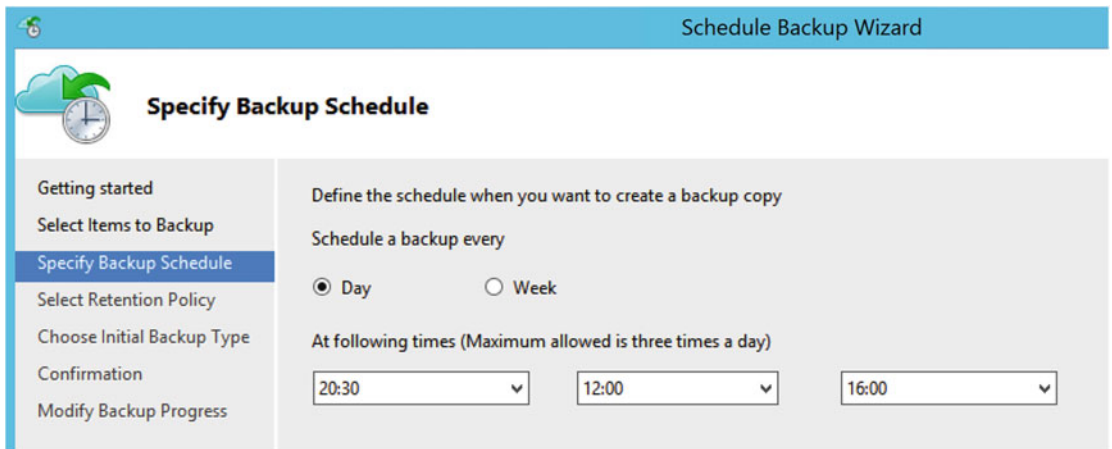 Schedule Backup Wizard
Specify Backup Schedule
Getting started
Select Items to Backup
Specify Backup Schedule
Select Retention Policy
Choose Initial Backup Type
Confirmation
Modify Backup Progress
Define the schedule when you want to create a backup copy
Schedule a backup every
Day Week
At following times (Maximum allowed is three times a day)
20:30 12:00 16:00